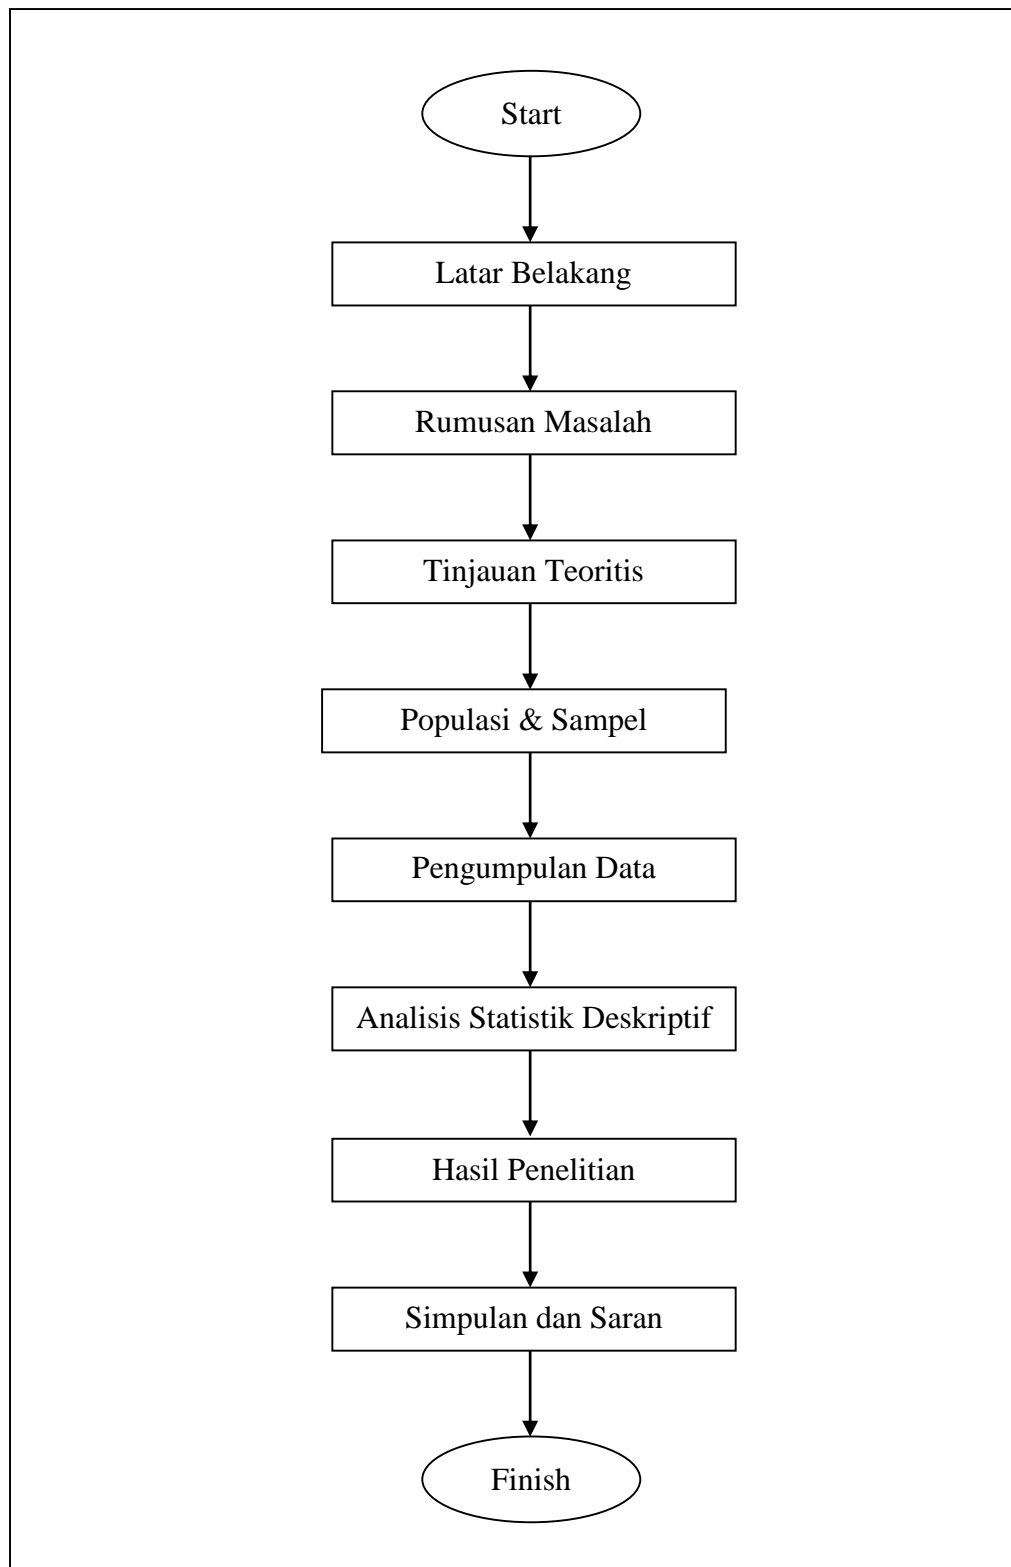 Start
Latar Belakang
Rumusan Masalah
Tinjauan Teoritis
Populasi & Sampel
Pengumpulan Data
Analisis Statistik Deskriptif
Hasil Penelitian
Simpulan dan Saran
Finish